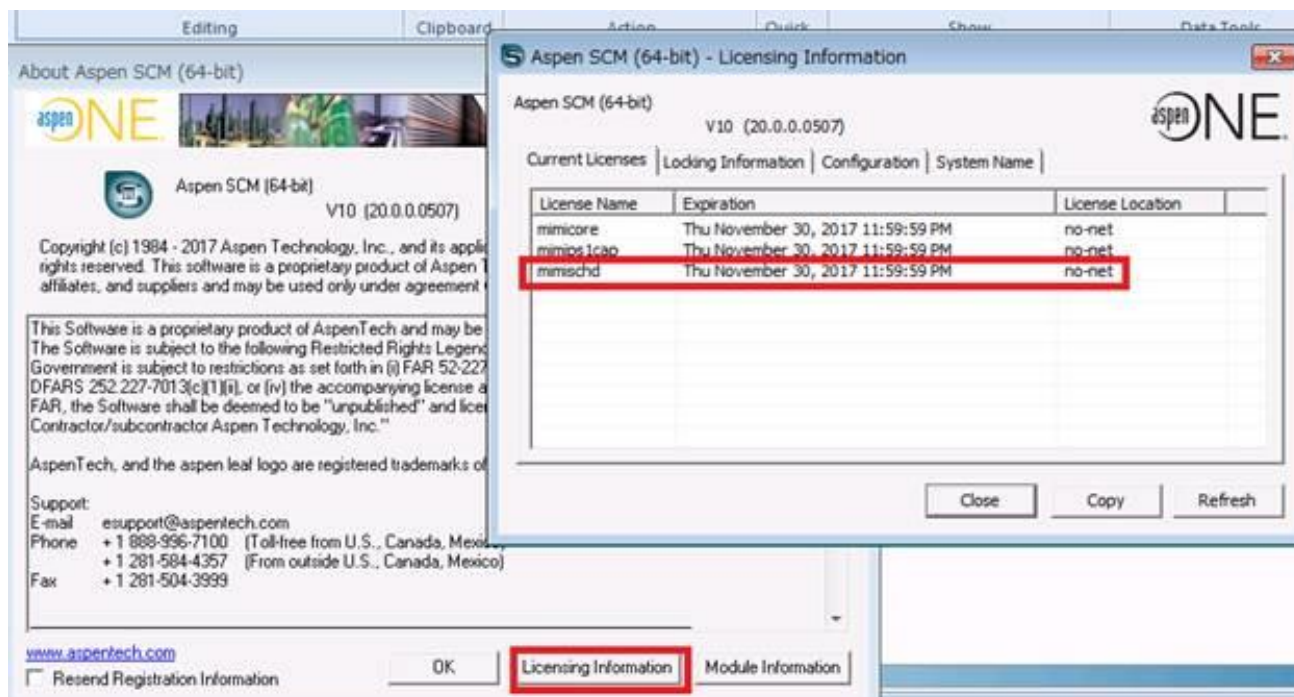 Editing
Clipboard
Action
Quick
Show
Data Tools
About Aspen SCM (64-bit)
aspenONE
Aspen SCM (64-bit)
V10 (20.0.0.0507)
Copyright (c) 1984 - 2017 Aspen Technology, Inc., and its
rights reserved. This software is a proprietary product of Aspen
affiliates, and suppliers and may be used only under agreement
This Software is a proprietary product of AspenTech and may be
The Software is subject to the following Restricted Rights
Government is subject to restrictions as set forth in (i) FAR
DFARS 252.227-7013(c)(1)(ii), or (iv) the accompanying license
FAR, the Software shall be deemed to be "unpublished" and
Contractor/subcontractor Aspen Technology, Inc."
AspenTech, and the aspen leaf logo are registered trademarks of
Support:
E-mail esupport@aspentech.com
Phone + 1 888-996-7100 (Toll-free from U.S., Canada, Mexico)
+ 1 281-584-4357 (From outside U.S., Canada, Mexico)
Fax + 1 281-504-3999
www.aspentech.com
Resend Registration Information
OK
Licensing Information
Module Information
Aspen SCM (64-bit) - Licensing Information
Aspen SCM (64-bit)
V10 (20.0.0.0507)
aspenONE.
Current Licenses Locking Information Configuration System Name
License Name Expiration License Location
mimicore Thu November 30, 2017 11:59:59 PM no-net
mimips1cap Thu November 30, 2017 11:59:59 PM no-net
mimischd Thu November 30, 2017 11:59:59 PM no-net
Close Copy Refresh